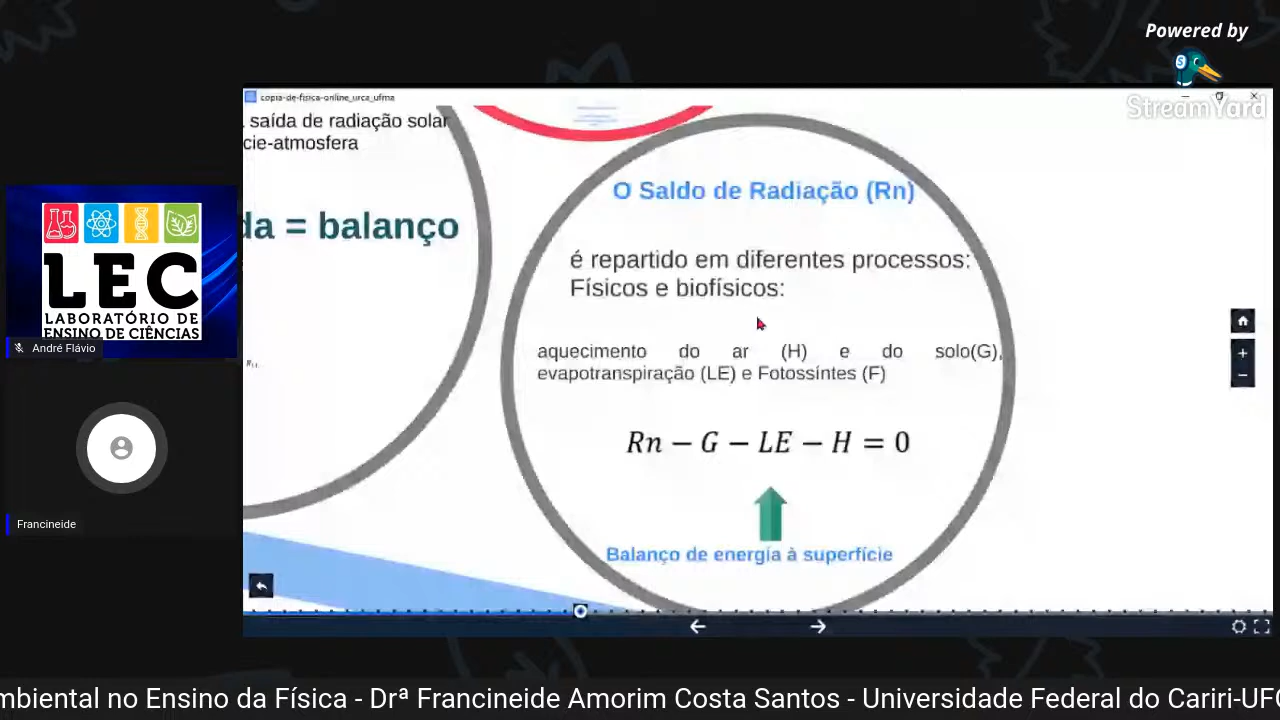 Powered by
StreamYard
copia-de-fisica-online_urca_ufma
saída de radiação solar
cie-atmosfera
da = balanço
O Saldo de Radiação (Rn)
é repartido em diferentes processos:
Físicos e biofísicos:
aquecimento do ar (H) e do solo(G),
evapotranspiração (LE) e Fotossíntes (F)
Rn − G − LE − H = 0
Balanço de energia à superfície
LEC
LABORATÓRIO DE
ENSINO DE CIÊNCIAS
André Flávio
Francineide
mbiental no Ensino da Física - Drª Francineide Amorim Costa Santos - Universidade Federal do Cariri-UFC